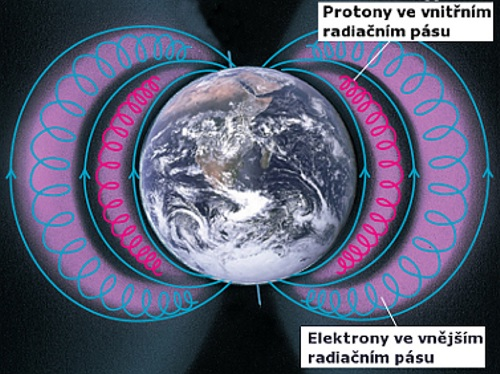 Protony ve vnitřním
radiačním pásu
Elektrony ve vnějším
radiačním pásu